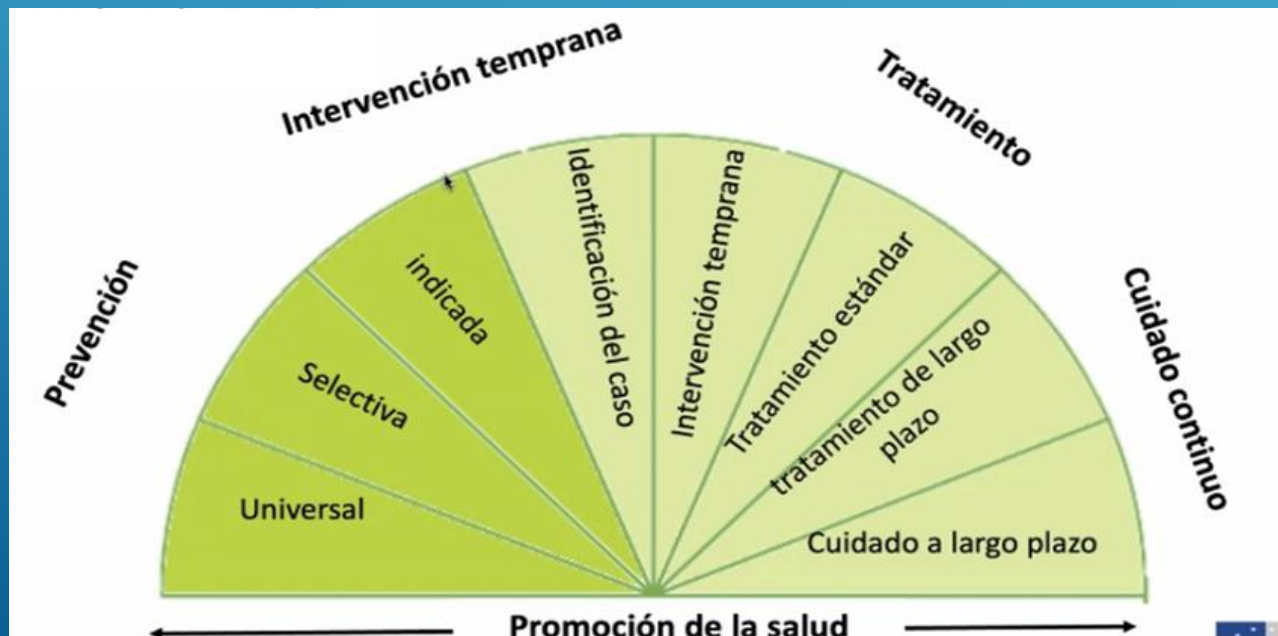 Intervención temprana
Tratamiento
Prevención
Cuidado continuo
Universal
Selectiva
indicada
Identificación del caso
Intervención temprana
Tratamiento estándar
tratamiento de largo
plazo
Cuidado a largo plazo
Promoción de la salud